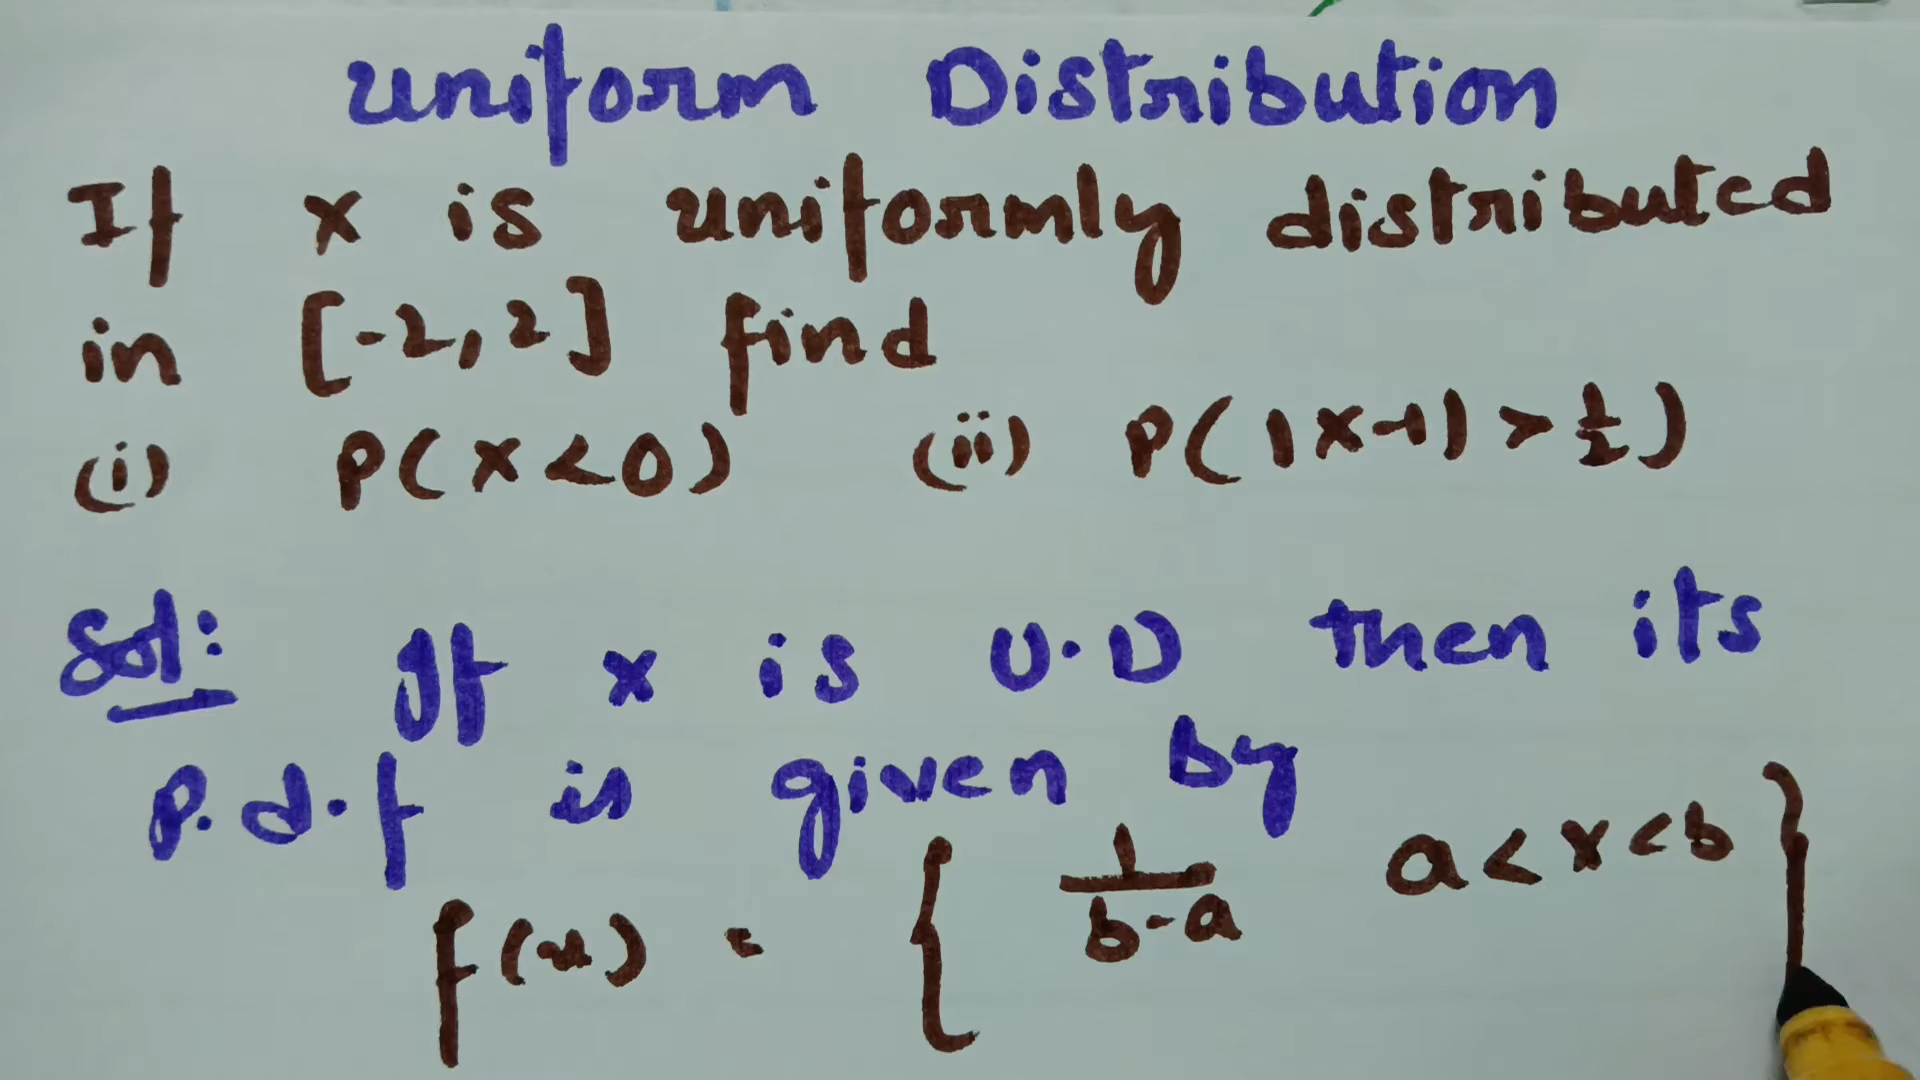 uniform Distribution
If x is uniformly distributed
in [-2, 2] find
(i) P(x<0) (ii) P(|x-1| > 1/2)
Sol: If x is U.D then its
P.d.f is given by
f(x) = { 1/(b-a) a<x<b }